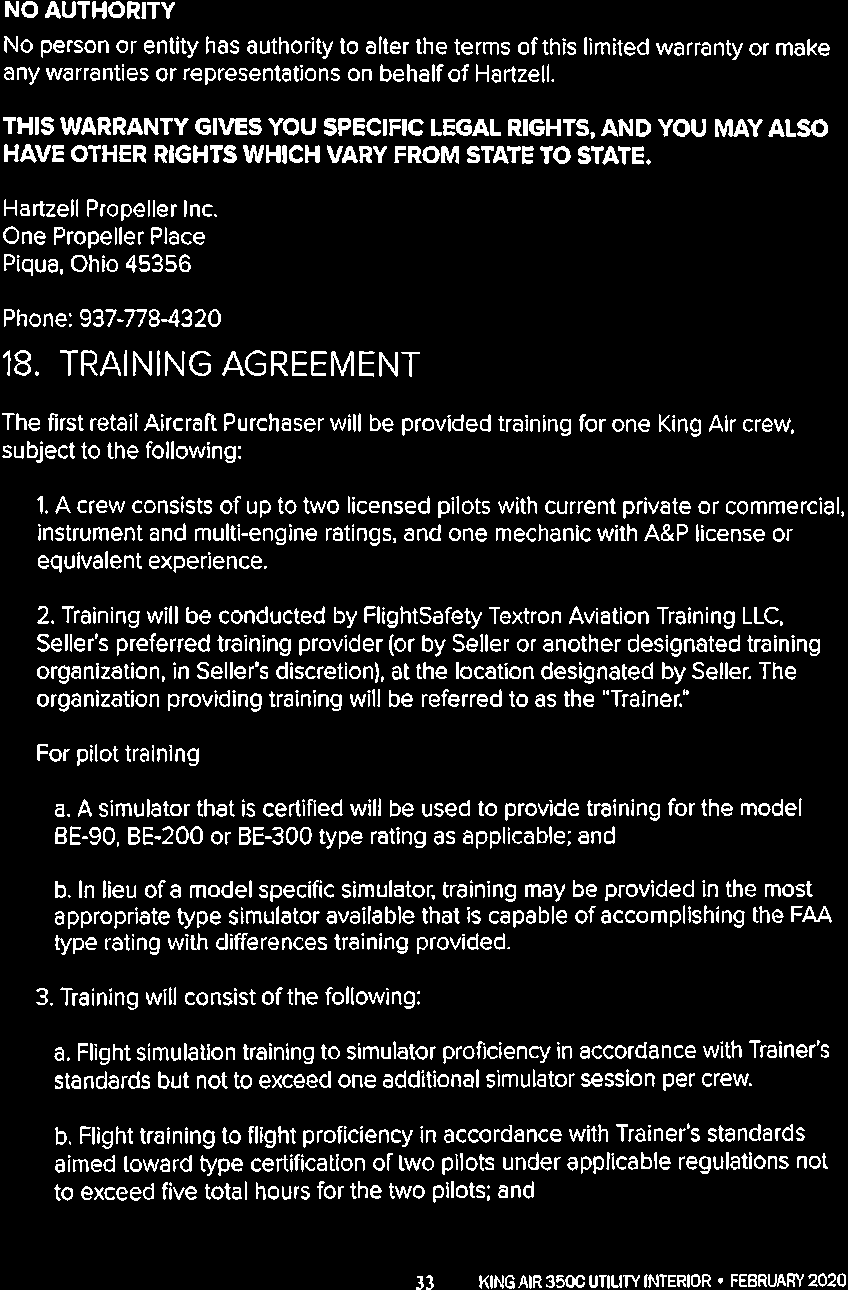 NO AUTHORITY
No person or entity has authority to alter the terms of this limited warranty or make
any warranties or representations on behalf of Hartzell.
THIS WARRANTY GIVES YOU SPECIFIC LEGAL RIGHTS, AND YOU MAY ALSO
HAVE OTHER RIGHTS WHICH VARY FROM STATE TO STATE.
Hartzell Propeller Inc.
One Propeller Place
Piqua, Ohio 45356
Phone: 937-778-4320
18. TRAINING AGREEMENT
The first retail Aircraft Purchaser will be provided training for one King Air crew,
subject to the following:
1. A crew consists of up to two licensed pilots with current private or commercial,
instrument and multi-engine ratings, and one mechanic with A&P license or
equivalent experience.
2. Training will be conducted by FlightSafety Textron Aviation Training LLC,
Seller's preferred training provider (or by Seller or another designated training
organization, in Seller's discretion), at the location designated by Seller. The
organization providing training will be referred to as the "Trainer."
For pilot training
a. A simulator that is certified will be used to provide training for the model
BE-90, BE-200 or BE-300 type rating as applicable; and
b. In lieu of a model specific simulator, training may be provided in the most
appropriate type simulator available that is capable of accomplishing the FAA
type rating with differences training provided.
3. Training will consist of the following:
a. Flight simulation training to simulator proficiency in accordance with Trainer's
standards but not to exceed one additional simulator session per crew.
b. Flight training to flight proficiency in accordance with Trainer's standards
aimed toward type certification of two pilots under applicable regulations not
to exceed five total hours for the two pilots; and
33 KING AIR 350C UTILITY INTERIOR • FEBRUARY 2020